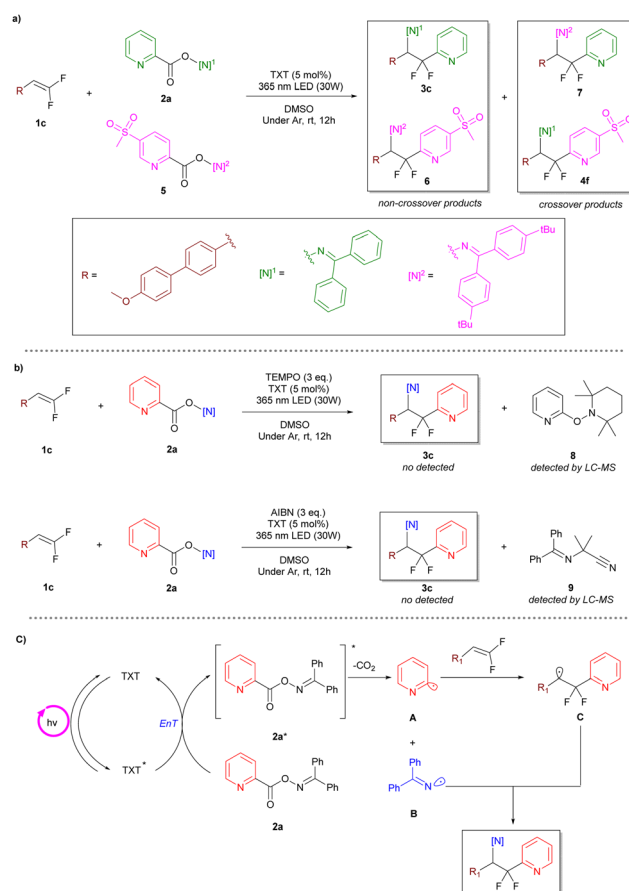 a)
[N]¹
O
O
N
2a
R
F
F
1c
+
O
S
O
N
O
O
[N]²
5
TXT (5 mol%)
365 nm LED (30W)
DMSO
Under Ar, rt, 12h
[N]¹
R
F F
N
3c
[N]²
R
F F
N
O
S
O
6
non-crossover products
+
[N]²
R
F F
N
7
[N]¹
R
F F
N
O
S
O
4f
crossover products
R =
O
[N]¹ =
N
[N]² =
N
tBu
tBu
b)
R
F
F
1c
+
N
O
O
[N]
2a
TEMPO (3 eq.)
TXT (5 mol%)
365 nm LED (30W)
DMSO
Under Ar, rt, 12h
[N]
R
F F
N
3c
no detected
+
N
O
N
8
detected by LC-MS
R
F
F
1c
+
N
O
O
[N]
2a
AIBN (3 eq.)
TXT (5 mol%)
365 nm LED (30W)
DMSO
Under Ar, rt, 12h
[N]
R
F F
N
3c
no detected
+
Ph
Ph
N
N
9
detected by LC-MS
C)
hv
TXT
TXT*
EnT
N
O
O
N
Ph
Ph
*
2a*
N
O
O
N
Ph
Ph
2a
-CO₂
N
A
+
Ph
Ph
N
B
R₁
F
F
R₁
F F
N
C
[N]
R₁
F F
N